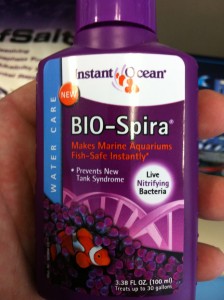 fSalt
Instant Ocean®
WATER CARE
NEW
BIO-Spira®
Makes Marine Aquariums
Fish-Safe Instantly*
• Prevents New
Tank Syndrome
Live
Nitrifying
Bacteria
3.38 FL OZ. (100 ml)
Treats up to 30 gallons